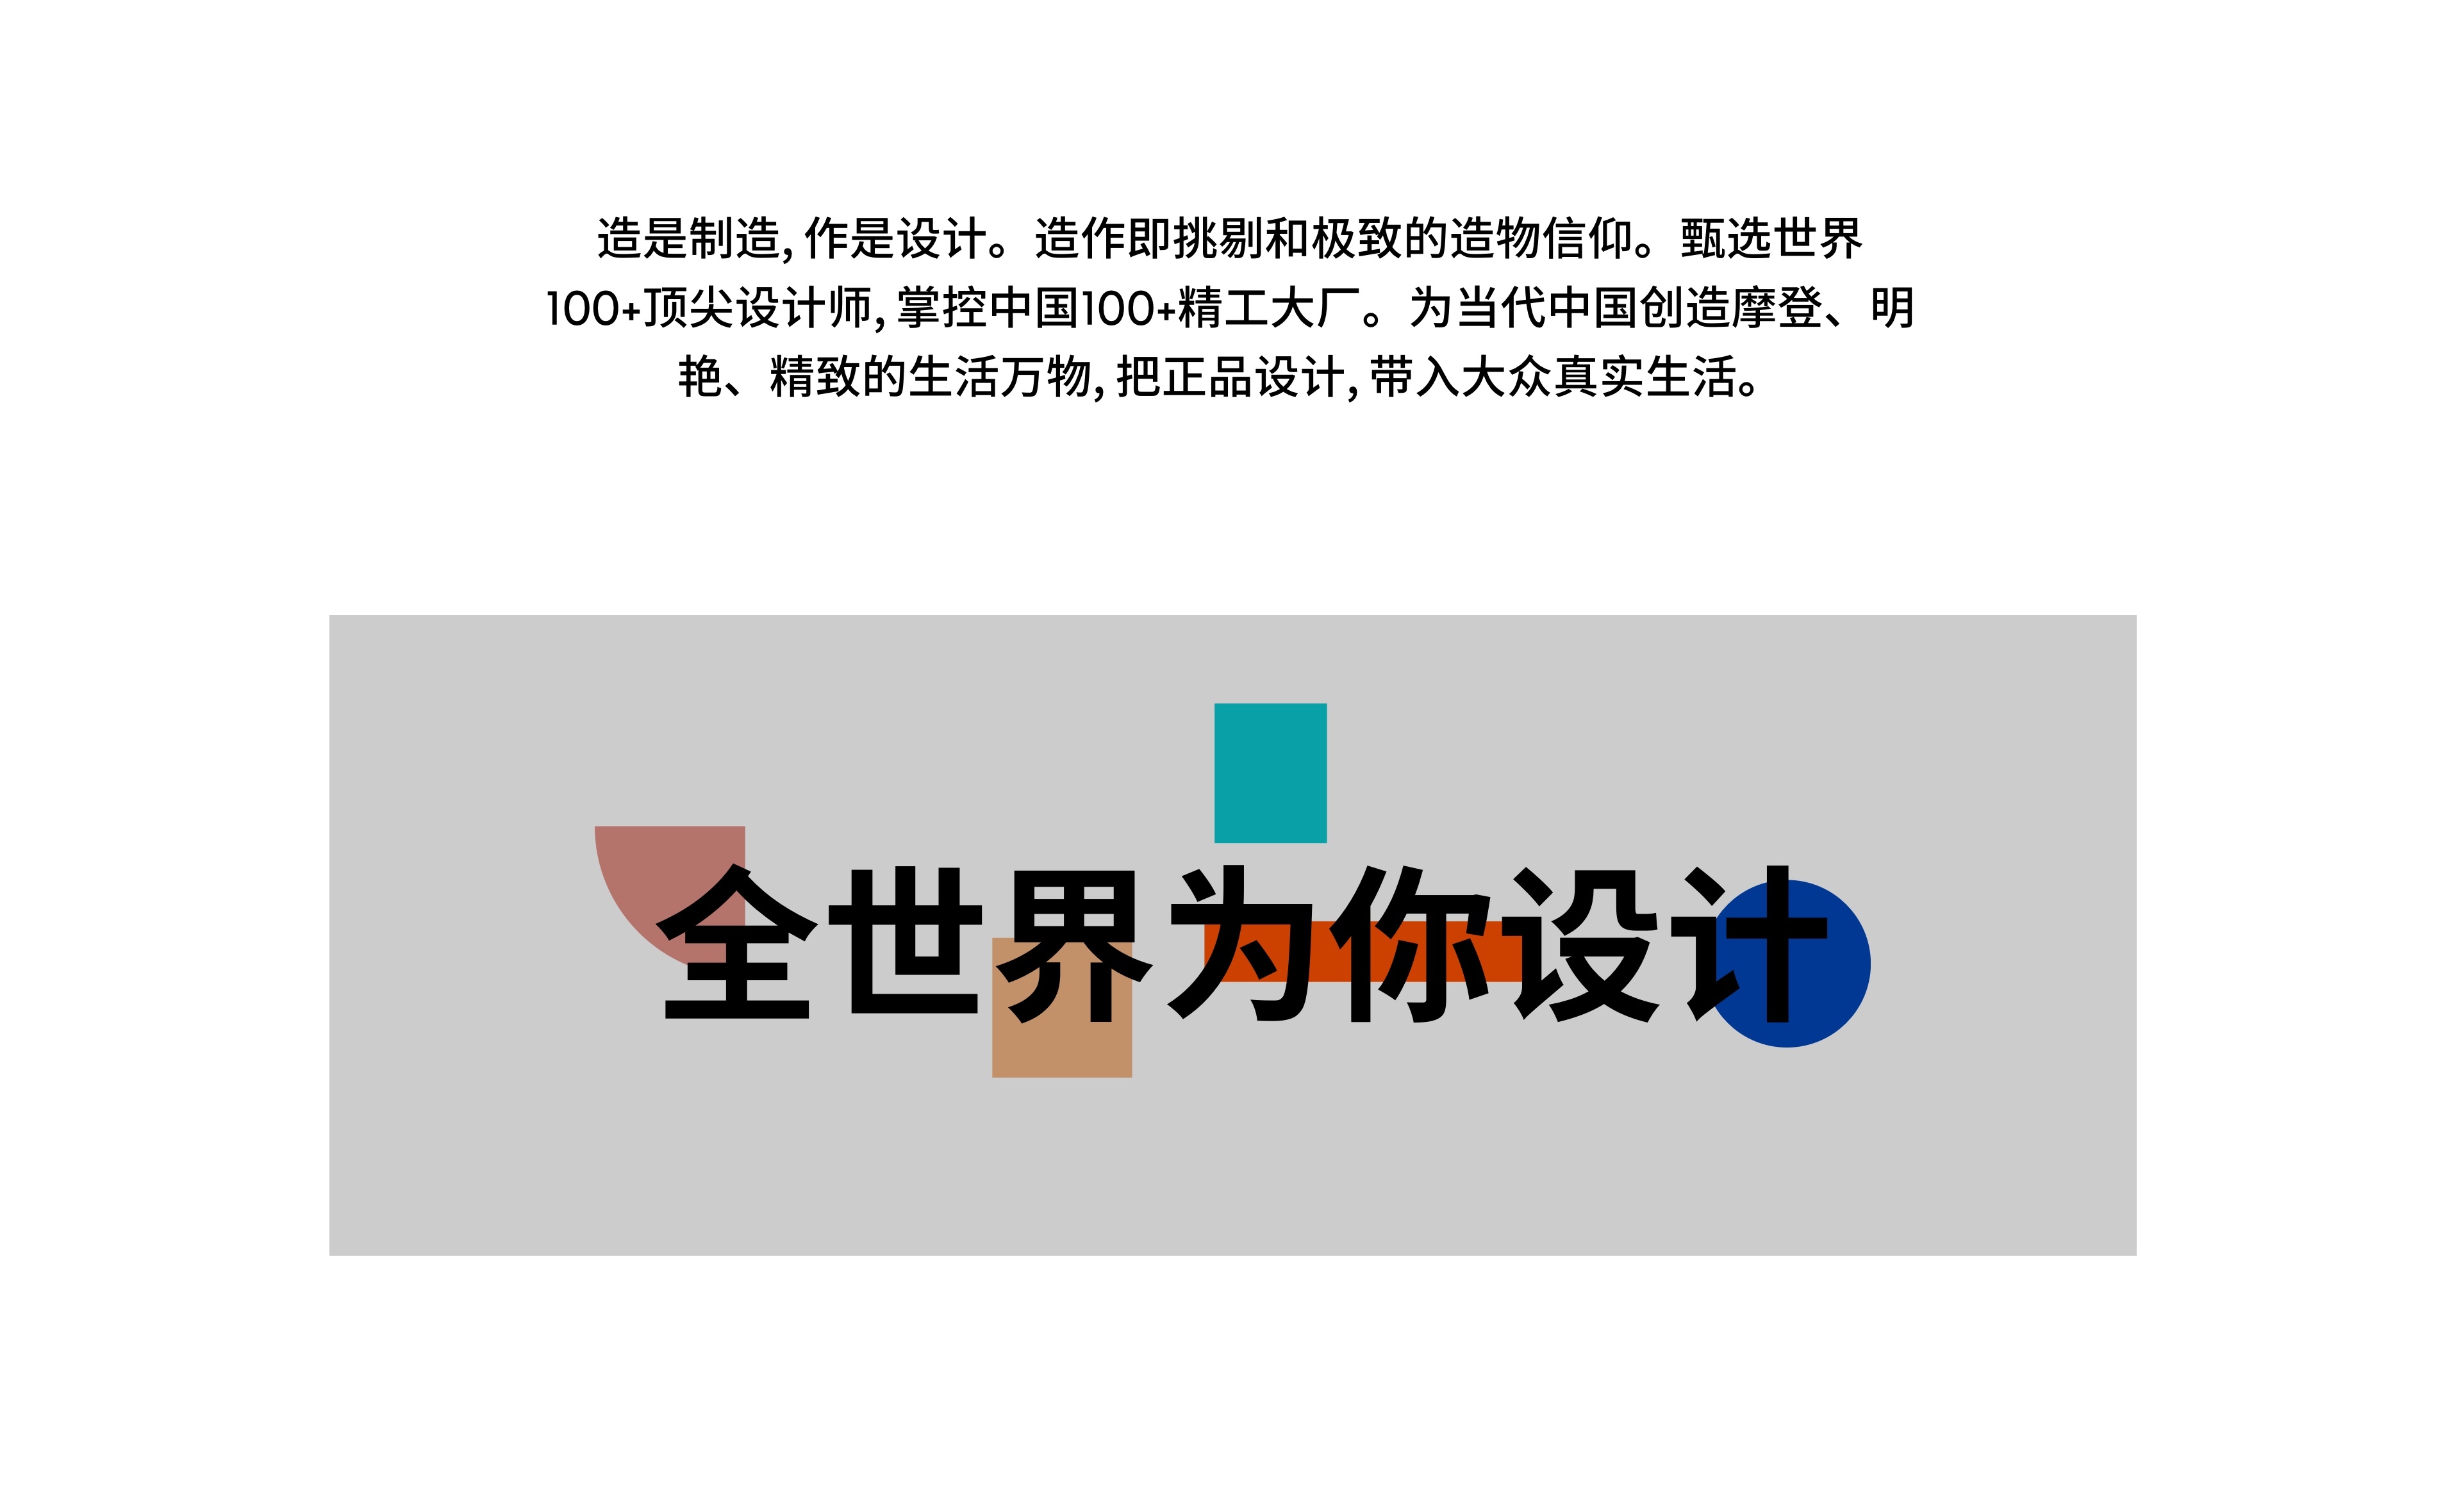 造是制造,作是设计。造作即挑剔和极致的造物信仰。甄选世界
100+顶尖设计师,掌控中国100+精工大厂。为当代中国创造摩登、明
艳、精致的生活万物,把正品设计,带入大众真实生活。
全世界为你设计